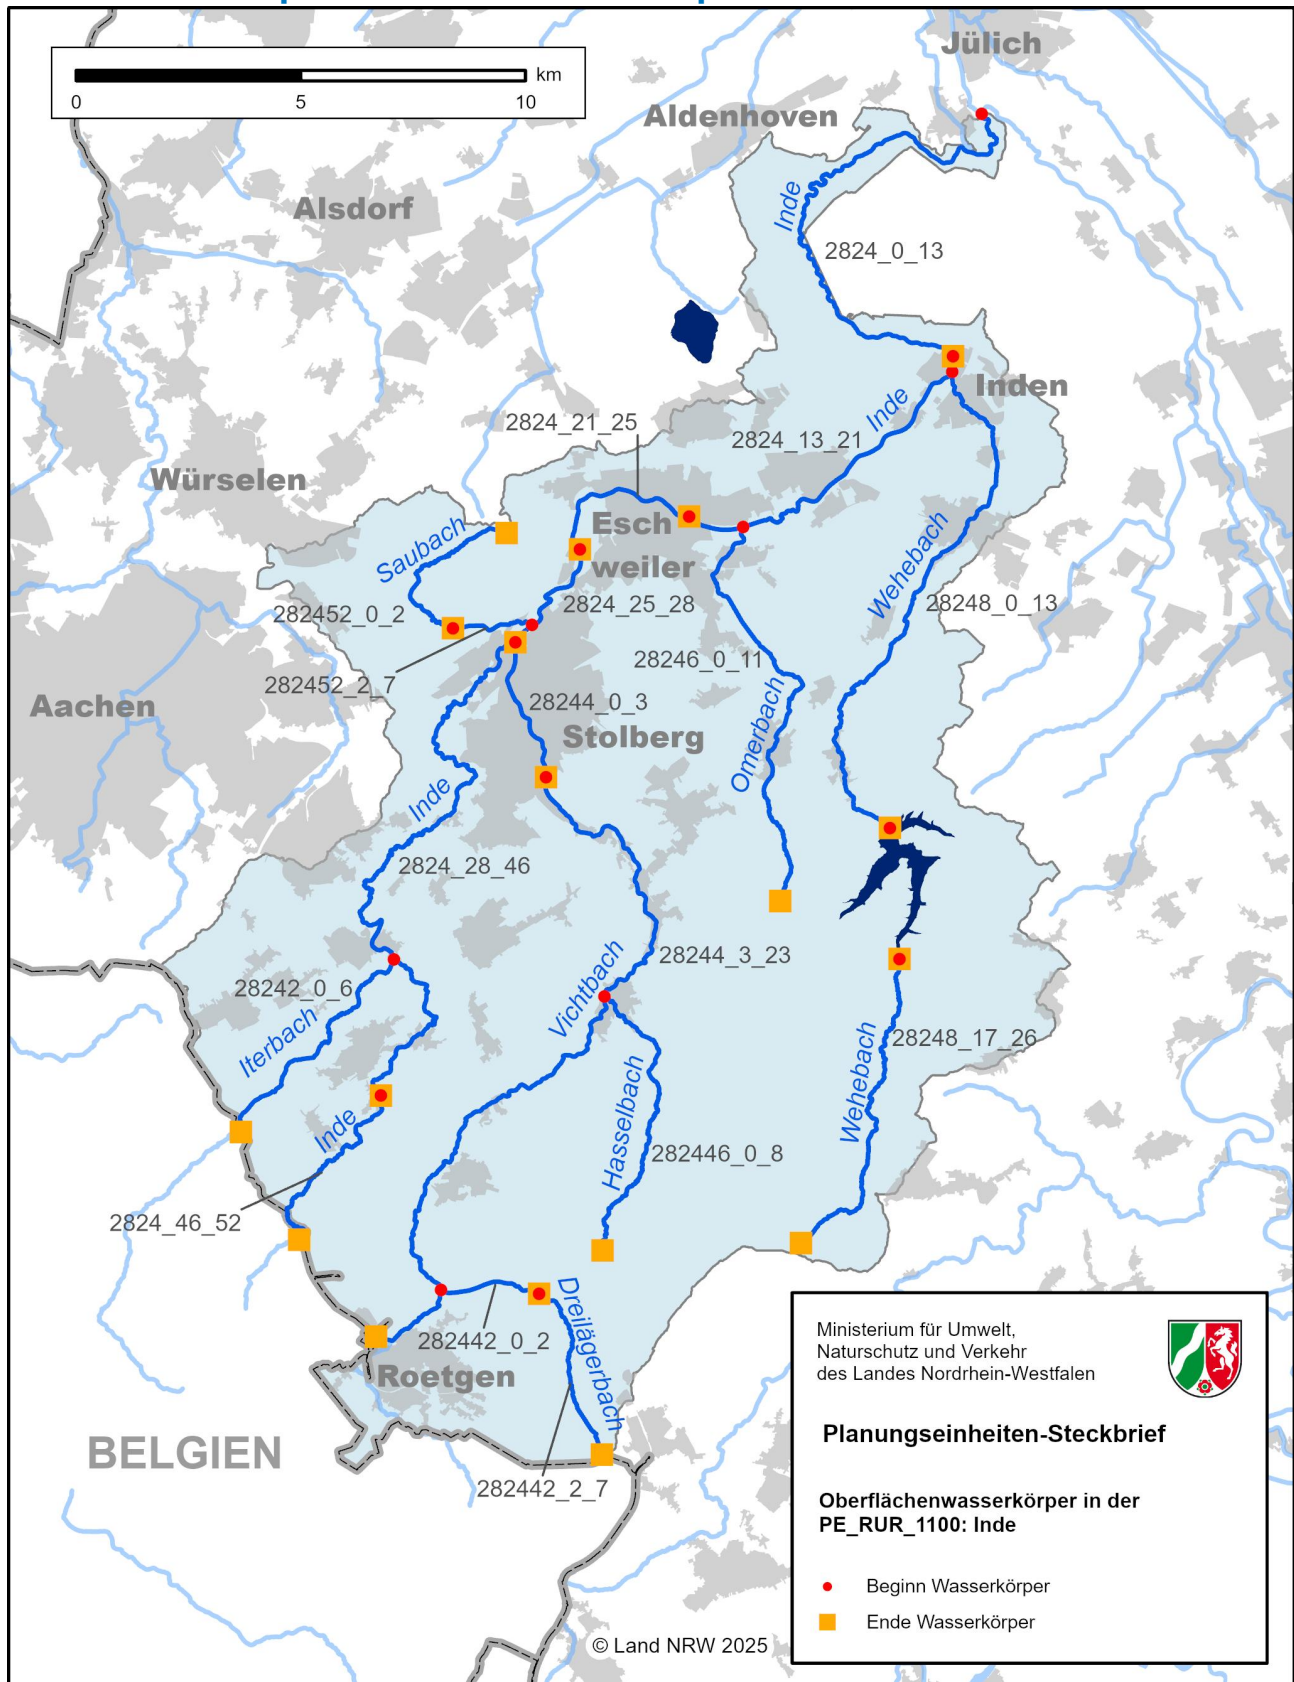 km
0 5 10
Jülich
Aldenhoven
Alsdorf
Inde
2824_0_13
Inden
Inde
2824_21_25
2824_13_21
Würselen
Esch
weiler
Saubach
Wehebach
282452_0_2
2824_25_28
28248_0_13
282452_2_7
28246_0_11
28244_0_3
Aachen
Stolberg
Omerbach
Inde
2824_28_46
28244_3_23
Vichtbach
28242_0_6
Iterbach
28248_17_26
Wehebach
Hasselbach
Inde
282446_0_8
2824_46_52
Dreilägerbach
282442_0_2
Roetgen
BELGIEN
282442_2_7
Ministerium für Umwelt,
Naturschutz und Verkehr
des Landes Nordrhein-Westfalen
Planungseinheiten-Steckbrief
Oberflächenwasserkörper in der
PE_RUR_1100: Inde
Beginn Wasserkörper
Ende Wasserkörper
© Land NRW 2025